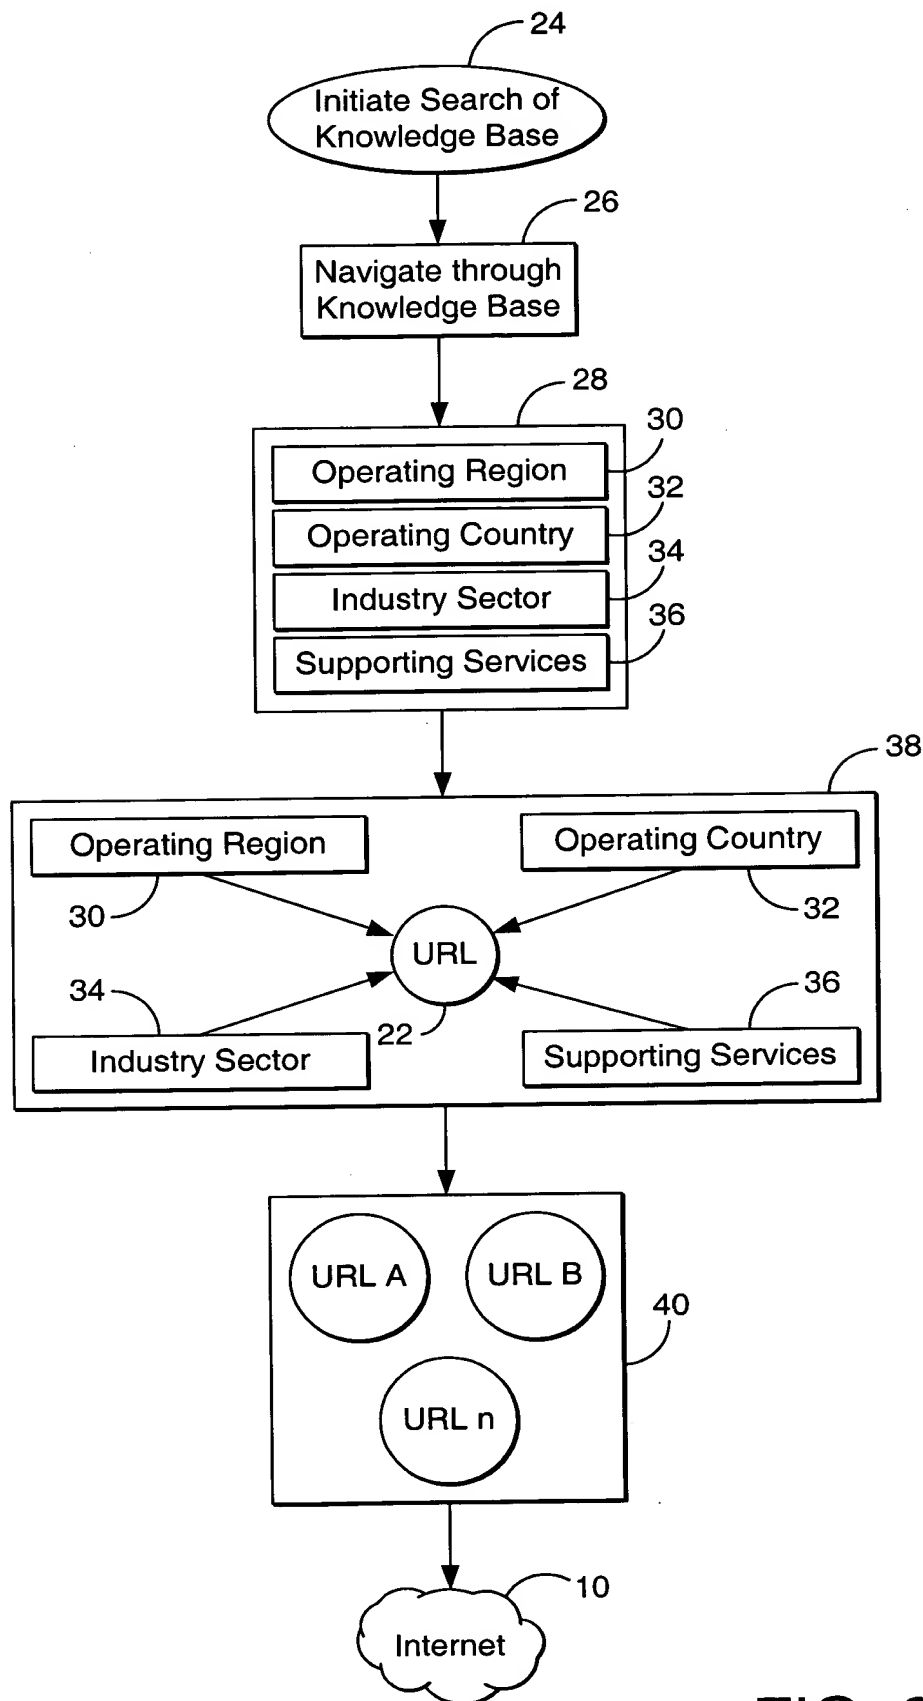 24
Initiate Search of
Knowledge Base
26
Navigate through
Knowledge Base
28
30
Operating Region
32
Operating Country
34
Industry Sector
36
Supporting Services
38
Operating Region
Operating Country
30
32
URL
34
36
22
Industry Sector
Supporting Services
URL A
URL B
40
URL n
10
Internet